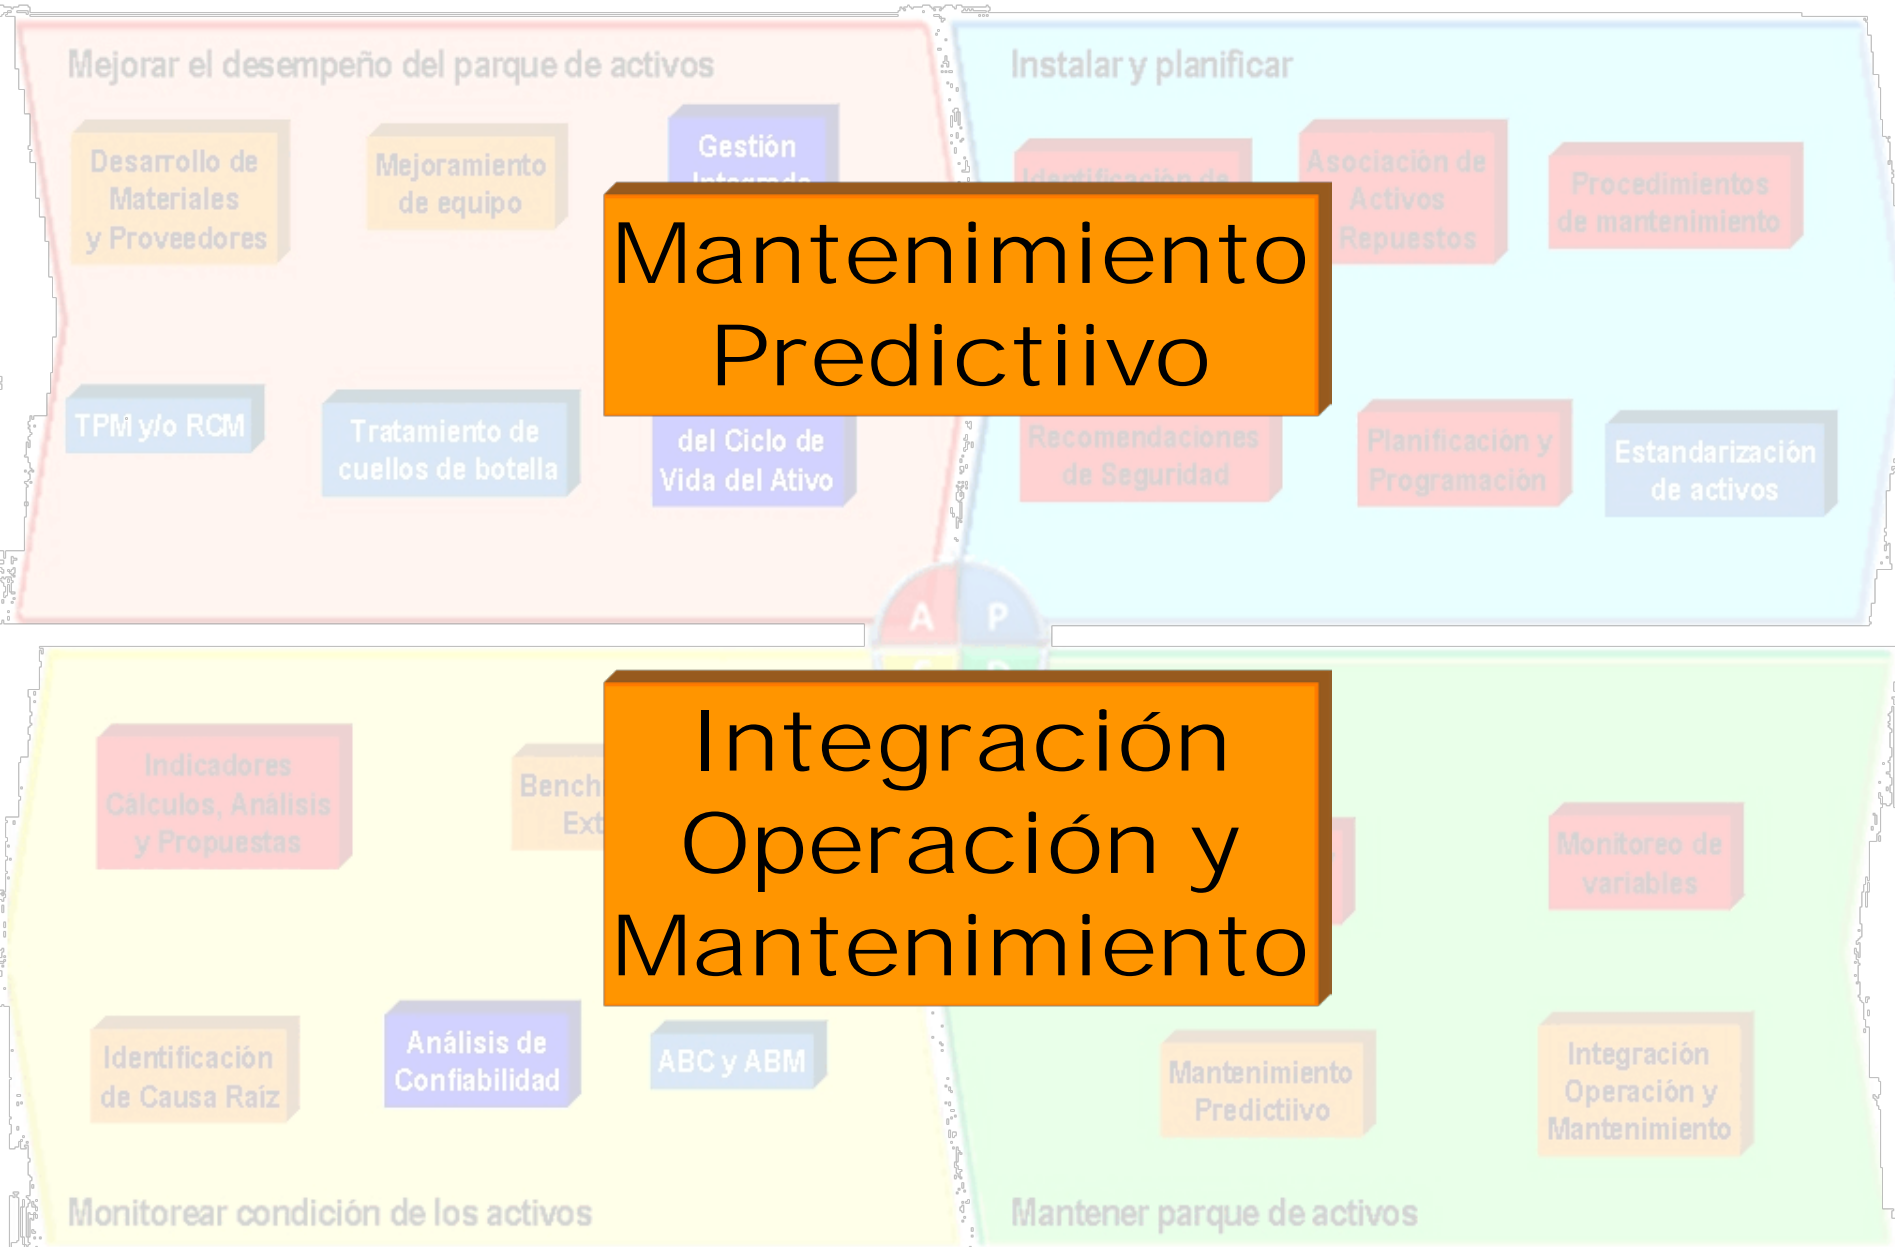 Mejorar el desempeño del parque de activos
Desarrollo de
Materiales
y Proveedores
Mejoramiento
de equipo
Gestión
TPM y/o RCM
Tratamiento de
cuellos de botella
del Ciclo de
Vida del Ativo
Instalar y planificar
Identificación de
Asociación de
Activos
Repuestos
Procedimientos
de mantenimiento
Recomendaciones
de Seguridad
Planificación y
Programación
Estandarización
de activos
Mantenimiento
Predictiivo
A P
Integración
Operación y
Mantenimiento
Indicadores
Cálculos, Análisis
y Propuestas
Identificación
de Causa Raíz
Análisis de
Confiabilidad
ABC y ABM
Monitorear condición de los activos
Monitoreo de
variables
Mantenimiento
Predictiivo
Integración
Operación y
Mantenimiento
Mantener parque de activos